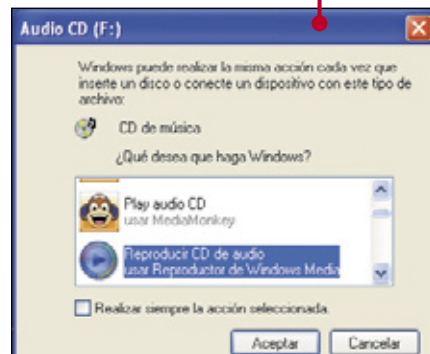 Audio CD (F:)
Windows puede realizar la misma acción cada vez que
inserte un disco o conecte un dispositivo con este tipo de
archivo:
CD de música
¿Qué desea que haga Windows?
Play audio CD
usar MediaMonkey
Reproducir CD de audio
usar Reproductor de Windows Media
Realizar siempre la acción seleccionada.
Aceptar Cancelar